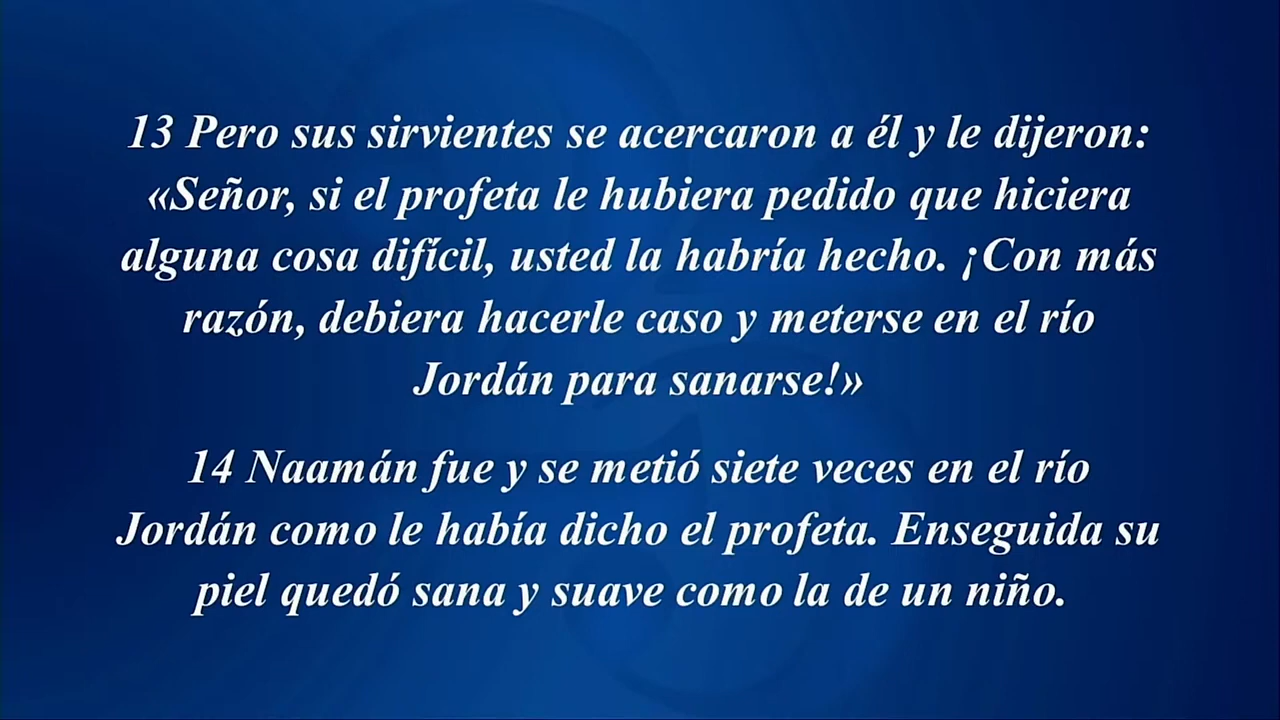 13 Pero sus sirvientes se acercaron a él y le dijeron:
«Señor, si el profeta le hubiera pedido que hiciera
alguna cosa difícil, usted la habría hecho. ¡Con más
razón, debiera hacerle caso y meterse en el río
Jordán para sanarse!»
14 Naamán fue y se metió siete veces en el río
Jordán como le había dicho el profeta. Enseguida su
piel quedó sana y suave como la de un niño.